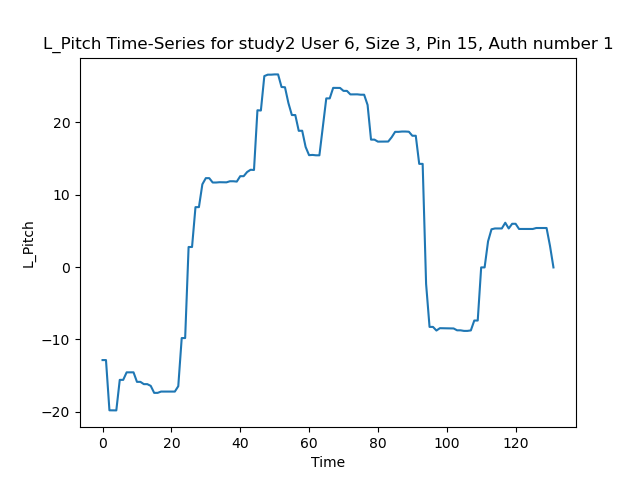 L_Pitch Time-Series for study2 User 6, Size 3, Pin 15, Auth number 1
20
10
0
−10
−20
L_Pitch
0 20 40 60 80 100 120
Time